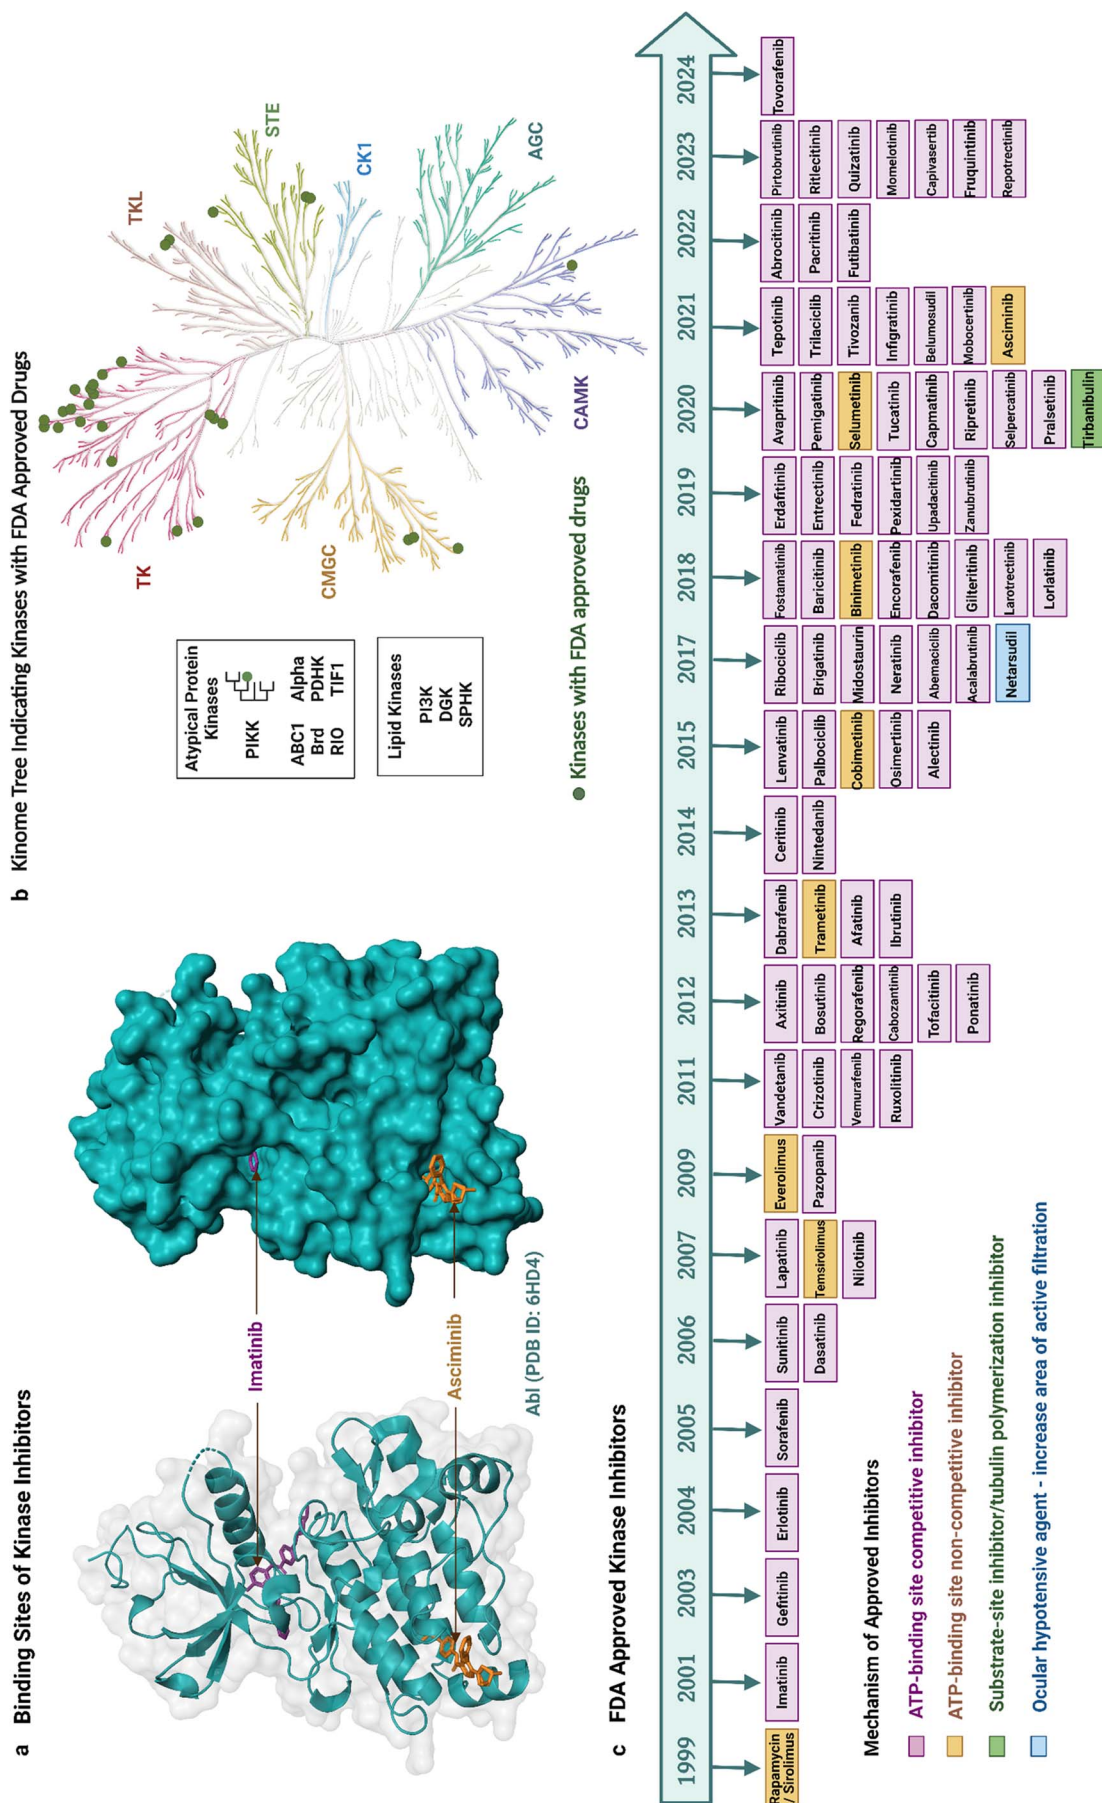 a Binding Sites of Kinase Inhibitors
Imatinib
Asciminib
Abl (PDB ID: 6HD4)
b Kinome Tree Indicating Kinases with FDA Approved Drugs
Atypical Protein
Kinases
PIKK
ABC1 Alpha
Brd PDHK
RIO TIF1
Lipid Kinases
PI3K
DGK
SPHK
TK
TKL
STE
CK1
AGC
CAMK
CMGC
Kinases with FDA approved drugs
c FDA Approved Kinase Inhibitors
1999
Rapamycin
/ Sirolimus
2001
Imatinib
2003
Gefitinib
2004
Erlotinib
2005
Sorafenib
2006
Sunitinib
Dasatinib
2007
Lapatinib
Temsirolimus
Nilotinib
2009
Everolimus
Pazopanib
2011
Vandetanib
Crizotinib
Vemurafenib
Ruxolitinib
2012
Axitinib
Bosutinib
Regorafenib
Cabozantinib
Tofacitinib
Ponatinib
2013
Dabrafenib
Trametinib
Afatinib
Ibrutinib
2014
Ceritinib
Nintedanib
2015
Lenvatinib
Palbociclib
Cobimetinib
Osimertinib
Alectinib
2017
Ribociclib
Brigatinib
Midostaurin
Neratinib
Abemaciclib
Acalabrutinib
Netarsudil
2018
Fostamatinib
Baricitinib
Binimetinib
Encorafenib
Dacomitinib
Gilteritinib
Larotrectinib
Lorlatinib
2019
Erdafitinib
Entrectinib
Fedratinib
Pexidartinib
Upadacitinib
Zanubrutinib
2020
Avapritinib
Pemigatinib
Selumetinib
Tucatinib
Capmatinib
Ripretinib
Selpercatinib
Pralsetinib
Tirbanibulin
2021
Tepotinib
Trilaciclib
Tivozanib
Infigratinib
Belumosudil
Mobocertinib
Asciminib
2022
Abrocitinib
Pacritinib
Futibatinib
2023
Pirtobrutinib
Ritlecitinib
Quizatinib
Momelotinib
Capivasertib
Fruquintinib
Repotrectinib
2024
Tovorafenib
Mechanism of Approved Inhibitors
ATP-binding site competitive inhibitor
ATP-binding site non-competitive inhibitor
Substrate-site inhibitor/tubulin polymerization inhibitor
Ocular hypotensive agent - increase area of active filtration